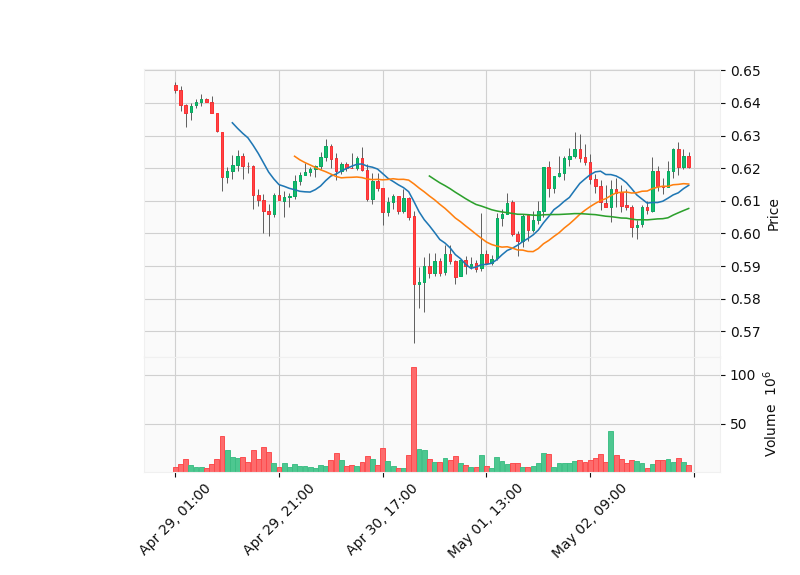 0.65
0.64
0.63
0.62
0.61
0.60
0.59
0.58
0.57
Price
100
50
Volume 10^6
Apr 29, 01:00
Apr 29, 21:00
Apr 30, 17:00
May 01, 13:00
May 02, 09:00